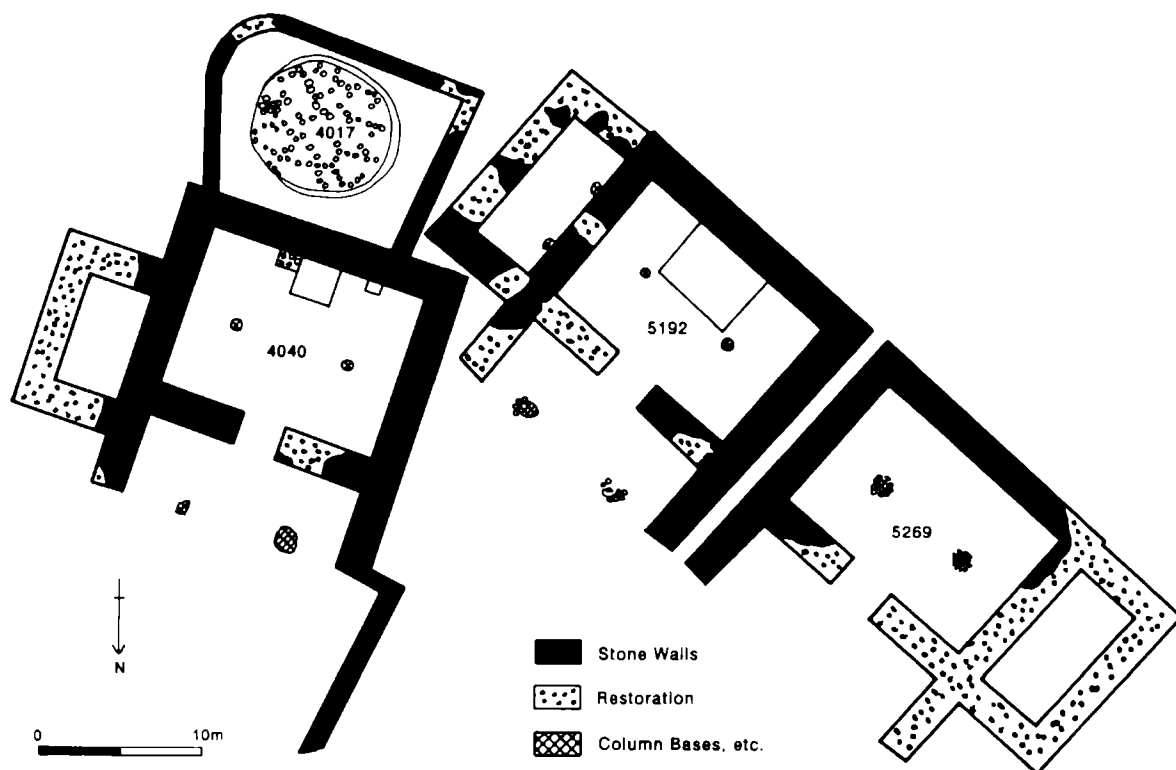 4017
4040
5192
5269
N
0 10m
Stone Walls
Restoration
Column Bases, etc.